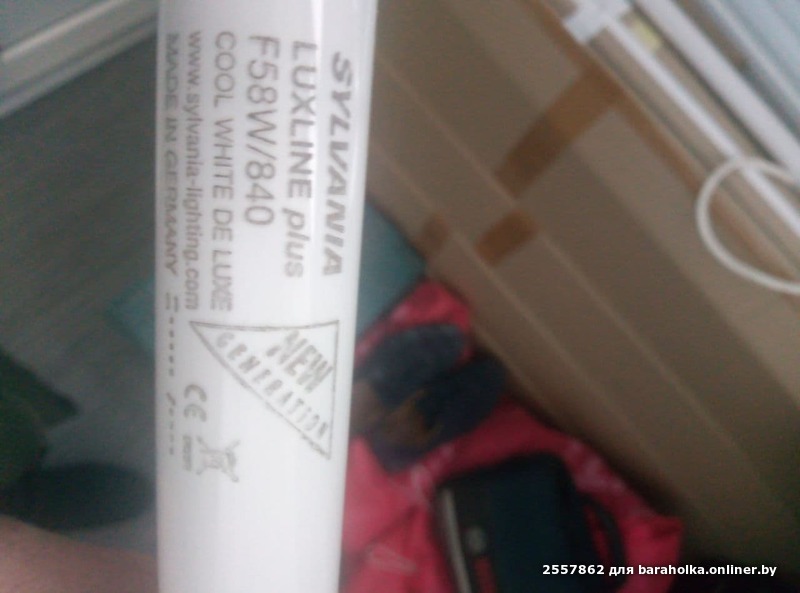 SYLVANIA
LUXLINE plus
F58W/840
COOL WHITE DE LUXE
www.sylvania-lighting.com
MADE IN GERMANY
NEW
GENERATION
CE
2557862 для baraholka.onliner.by